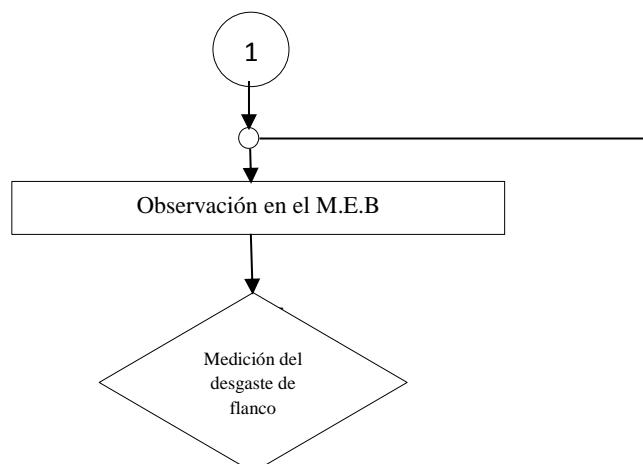 1
Observación en el M.E.B
Medición del
desgaste de
flanco